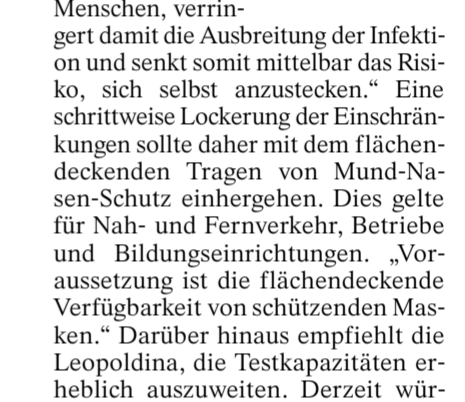 Menschen, verrin-
gert damit die Ausbreitung der Infekti-
on und senkt somit mittelbar das Risi-
ko, sich selbst anzustecken.“ Eine
schrittweise Lockerung der Einschrän-
kungen sollte daher mit dem flächen-
deckenden Tragen von Mund-Na-
sen-Schutz einhergehen. Dies gelte
für Nah- und Fernverkehr, Betriebe
und Bildungseinrichtungen. „Vor-
aussetzung ist die flächendeckende
Verfügbarkeit von schützenden Mas-
ken.“ Darüber hinaus empfiehlt die
Leopoldina, die Testkapazitäten er-
heblich auszuweiten. Derzeit wür-